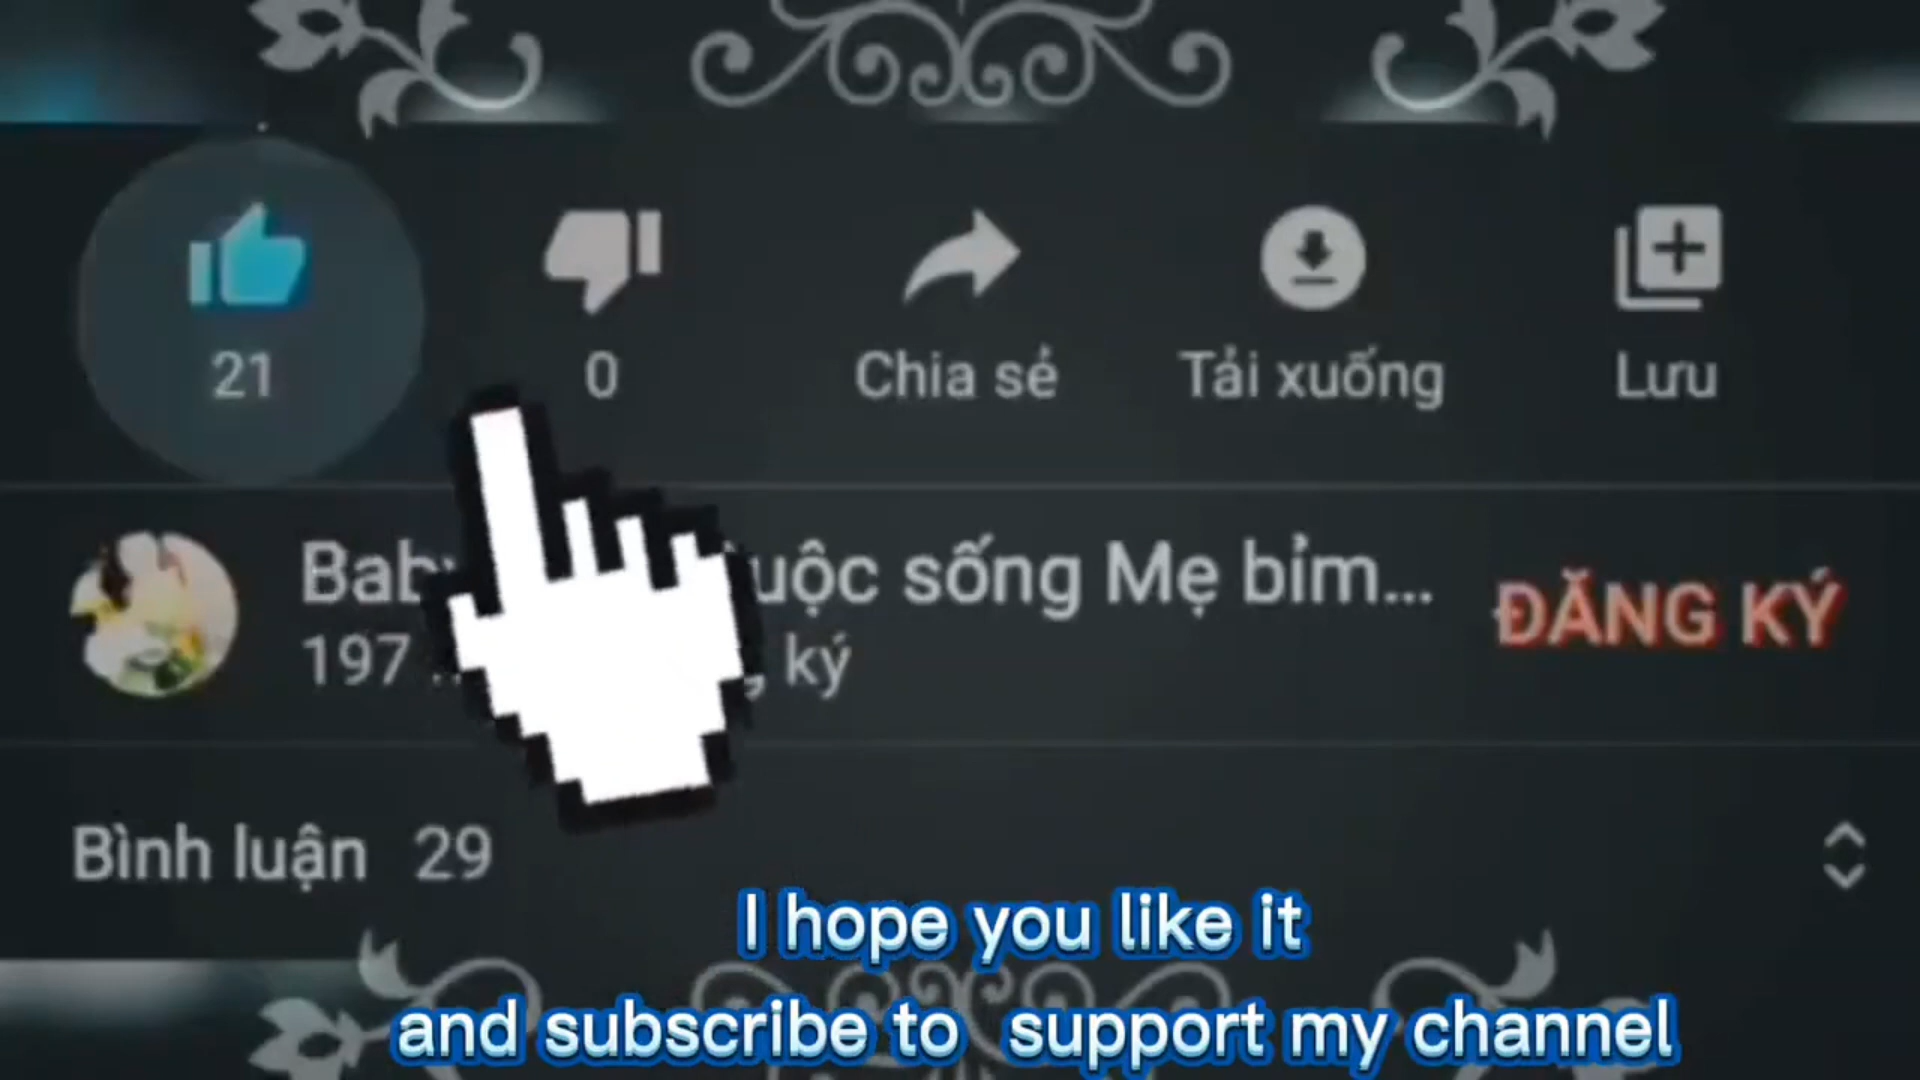 21
0
Chia sẻ
Tải xuống
Lưu
sống Mẹ bỉm...
197
ký
ĐĂNG KÝ
Bình luận 29
I hope you like it
and subscribe to support my channel